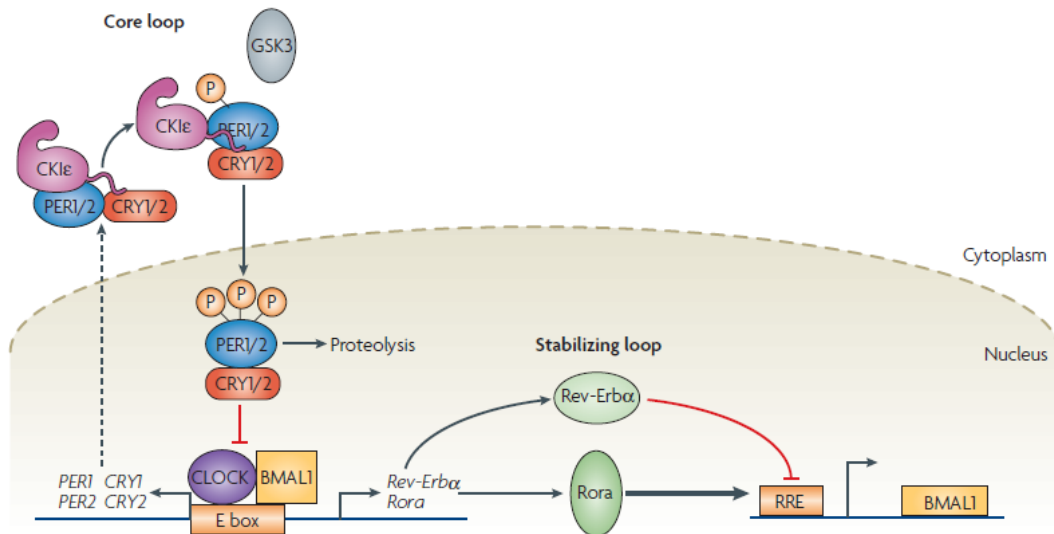 Core loop
GSK3
P
CKIε
PER1/2
CRY1/2
CKIε
PER1/2
CRY1/2
Cytoplasm
P
P
P
PER1/2
Proteolysis
Stabilizing loop
Nucleus
CRY1/2
Rev-Erbα
CLOCK
BMAL1
PER1 CRY1
PER2 CRY2
Rev-Erbα
Rora
Rora
RRE
BMAL1
E box